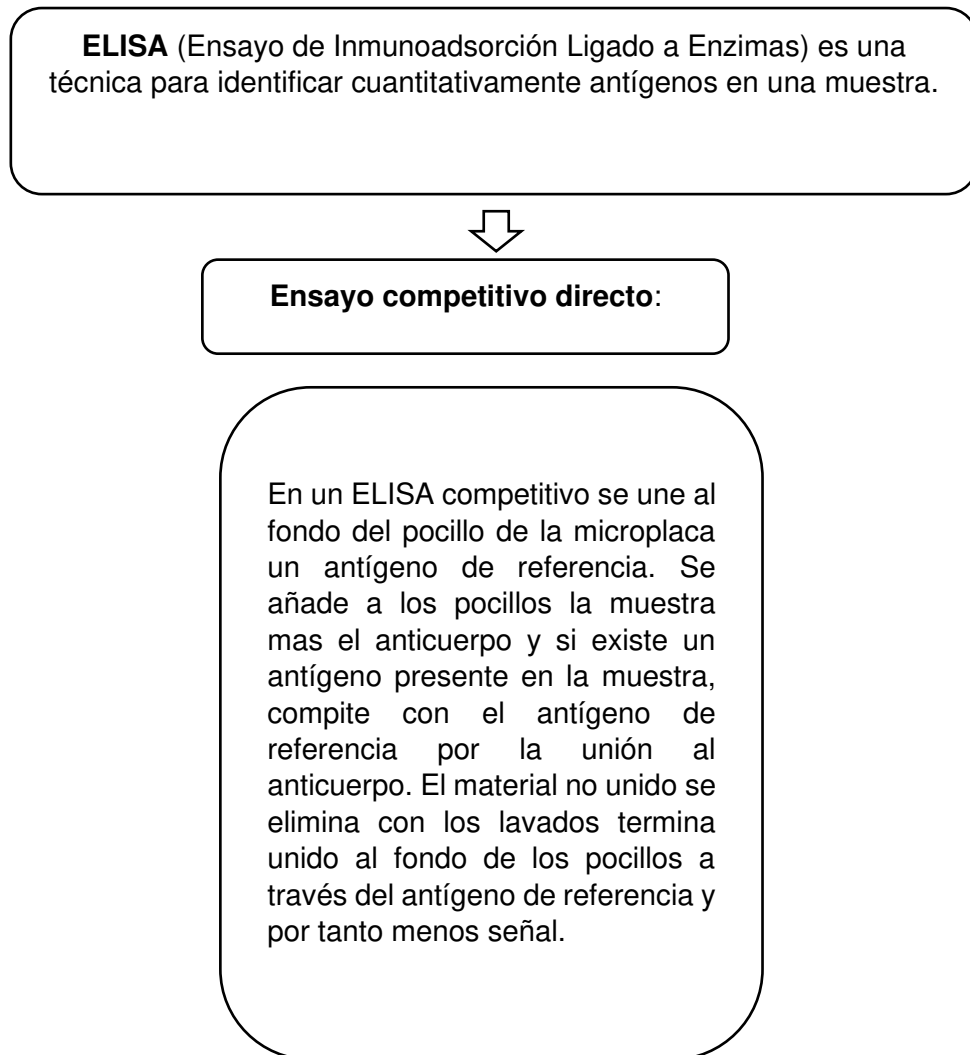 ELISA (Ensayo de Inmunoadsorción Ligado a Enzimas) es una
técnica para identificar cuantitativamente antígenos en una muestra.
Ensayo competitivo directo:
En un ELISA competitivo se une al
fondo del pocillo de la microplaca
un antígeno de referencia. Se
añade a los pocillos la muestra
mas el anticuerpo y si existe un
antígeno presente en la muestra,
compite con el antígeno de
referencia por la unión al
anticuerpo. El material no unido se
elimina con los lavados termina
unido al fondo de los pocillos a
través del antígeno de referencia y
por tanto menos señal.